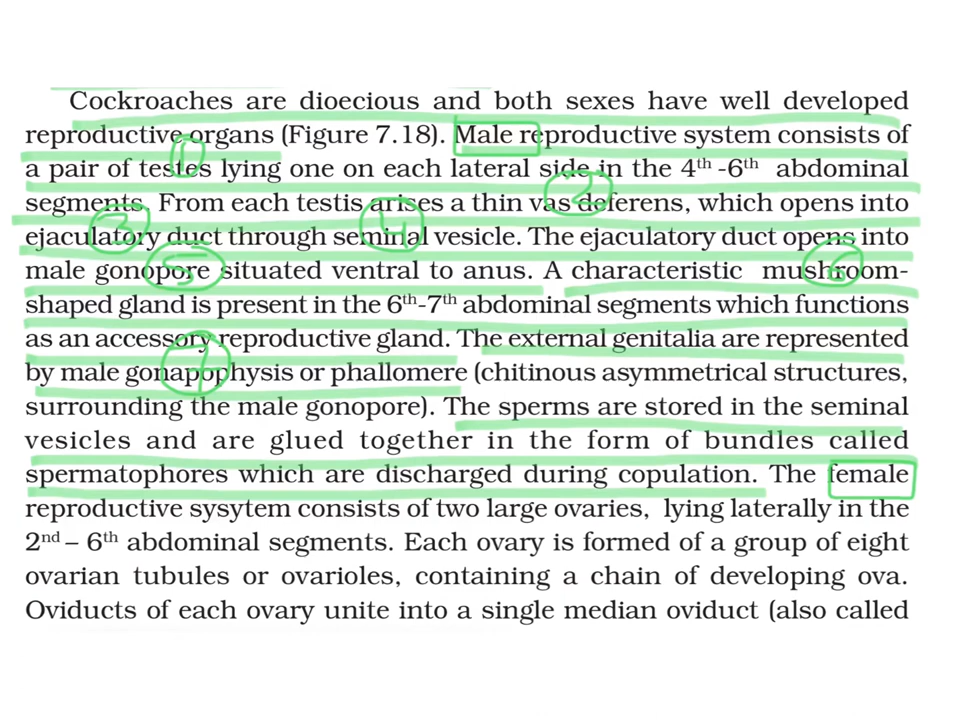 Cockroaches are dioecious and both sexes have well developed
reproductive organs (Figure 7.18). Male reproductive system consists of
a pair of testes lying one on each lateral side in the 4th -6th abdominal
segments. From each testis arises a thin vas deferens, which opens into
ejaculatory duct through seminal vesicle. The ejaculatory duct opens into
male gonopore situated ventral to anus. A characteristic mushroom-
shaped gland is present in the 6th-7th abdominal segments which functions
as an accessory reproductive gland. The external genitalia are represented
by male gonapophysis or phallomere (chitinous asymmetrical structures,
surrounding the male gonopore). The sperms are stored in the seminal
vesicles and are glued together in the form of bundles called
spermatophores which are discharged during copulation. The female
reproductive sysytem consists of two large ovaries, lying laterally in the
2nd – 6th abdominal segments. Each ovary is formed of a group of eight
ovarian tubules or ovarioles, containing a chain of developing ova.
Oviducts of each ovary unite into a single median oviduct (also called
1
2
3
4
5
6
7